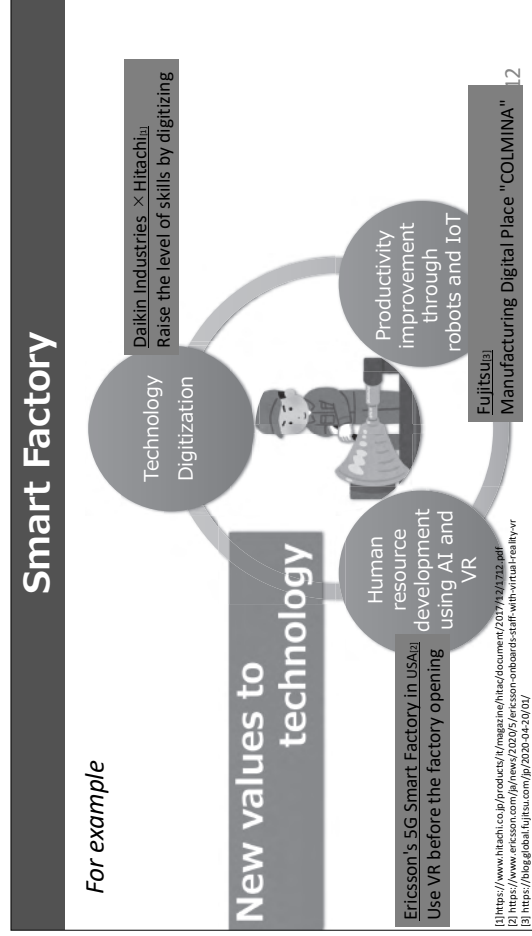 Smart Factory
For example
New values to
technology
Technology
Digitization
Daikin Industries ×Hitachi[1]
Raise the level of skills by digitizing
Human
resource
development
using AI and
VR
Ericsson's 5G Smart Factory in USA[2]
Use VR before the factory opening
Productivity
improvement
through
robots and IoT
Fujitsu[3]
Manufacturing Digital Place "COLMINA"
[1]https://www.hitachi.co.jp/products/it/magazine/hitac/document/2017/12/1712.pdf
[2] https://www.ericsson.com/ja/news/2020/5/ericsson-onboards-staff-with-virtual-reality-vr
[3] https://blog.global.fujitsu.com/jp/2020-04-20/01/
12